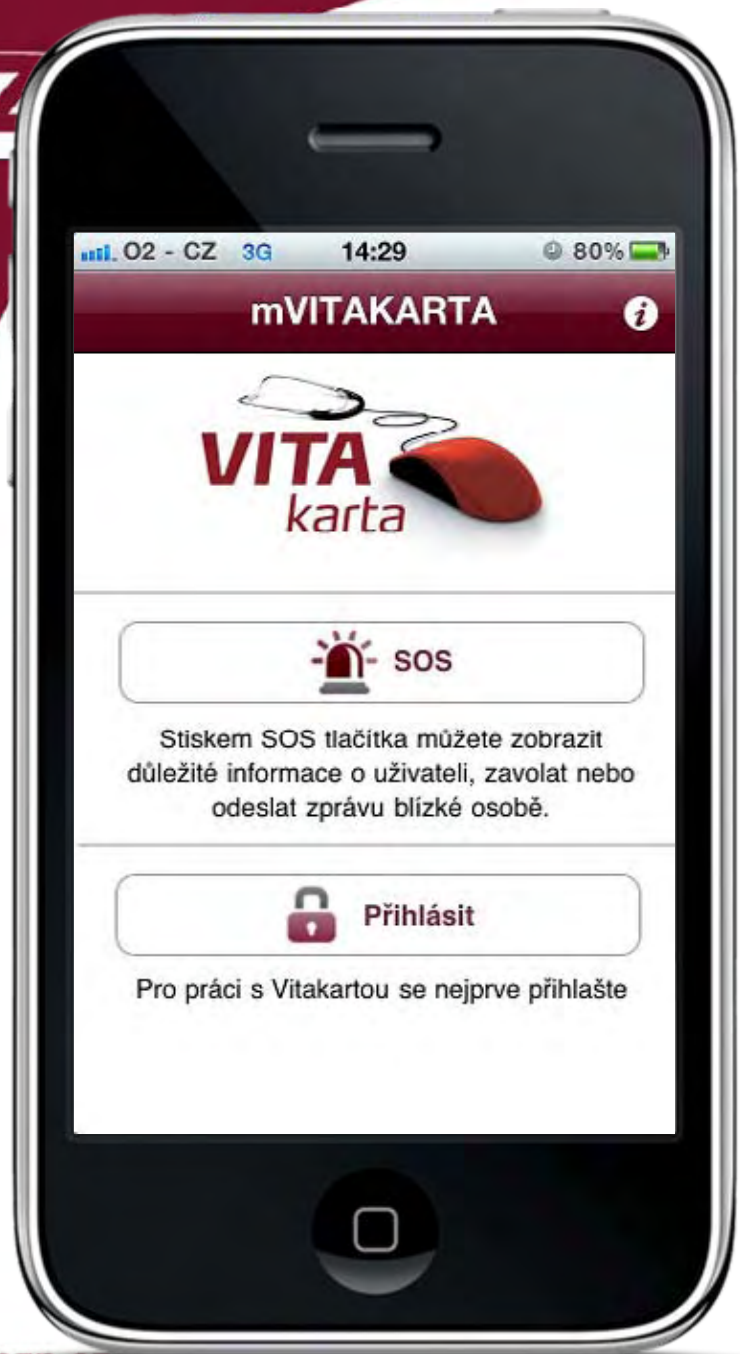 O2 - CZ 3G 14:29 80%
mVITAKARTA
VITA
karta
SOS
Stiskem SOS tlačítka můžete zobrazit
důležité informace o uživateli, zavolat nebo
odeslat zprávu blízké osobě.
Přihlásit
Pro práci s Vitakartou se nejprve přihlašte